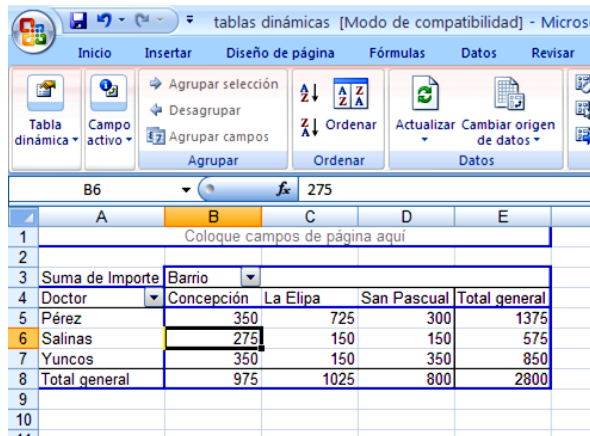 tablas dinámicas [Modo de compatibilidad] - Micros
Inicio Insertar Diseño de página Fórmulas Datos Revisar
Tabla dinámica
Campo activo
Agrupar selección
Desagrupar
Agrupar campos
Agrupar
Ordenar
Ordenar
Actualizar
Cambiar origen de datos
Datos
B6 fx 275
A B C D E
1 Coloque campos de página aquí
2
3 Suma de Importe Barrio
4 Doctor Concepción La Elipa San Pascual Total general
5 Pérez 350 725 300 1375
6 Salinas 275 150 150 575
7 Yuncos 350 150 350 850
8 Total general 975 1025 800 2800
9
10